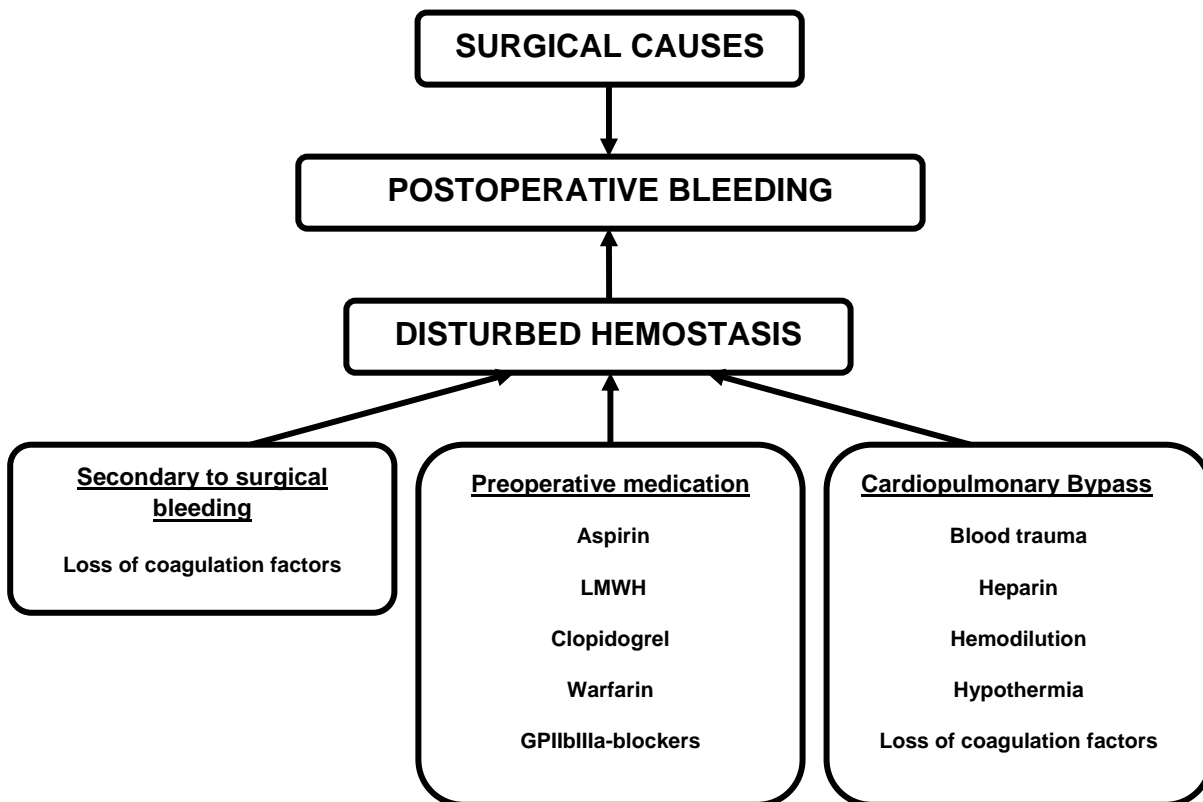 SURGICAL CAUSES
POSTOPERATIVE BLEEDING
DISTURBED HEMOSTASIS
Secondary to surgical
bleeding
Loss of coagulation factors
Preoperative medication
Aspirin
LMWH
Clopidogrel
Warfarin
GPIIbIIIa-blockers
Cardiopulmonary Bypass
Blood trauma
Heparin
Hemodilution
Hypothermia
Loss of coagulation factors